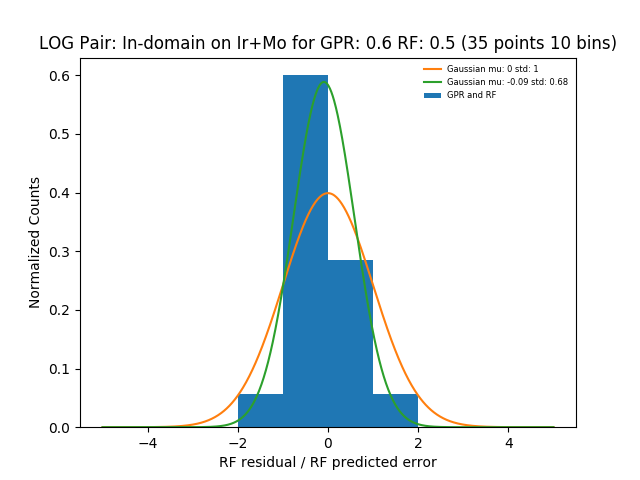 LOG Pair: In-domain on Ir+Mo for GPR: 0.6 RF: 0.5 (35 points 10 bins)
Gaussian mu: 0 std: 1
Gaussian mu: -0.09 std: 0.68
GPR and RF
Normalized Counts
0.6
0.5
0.4
0.3
0.2
0.1
0.0
−4
−2
0
2
4
RF residual / RF predicted error